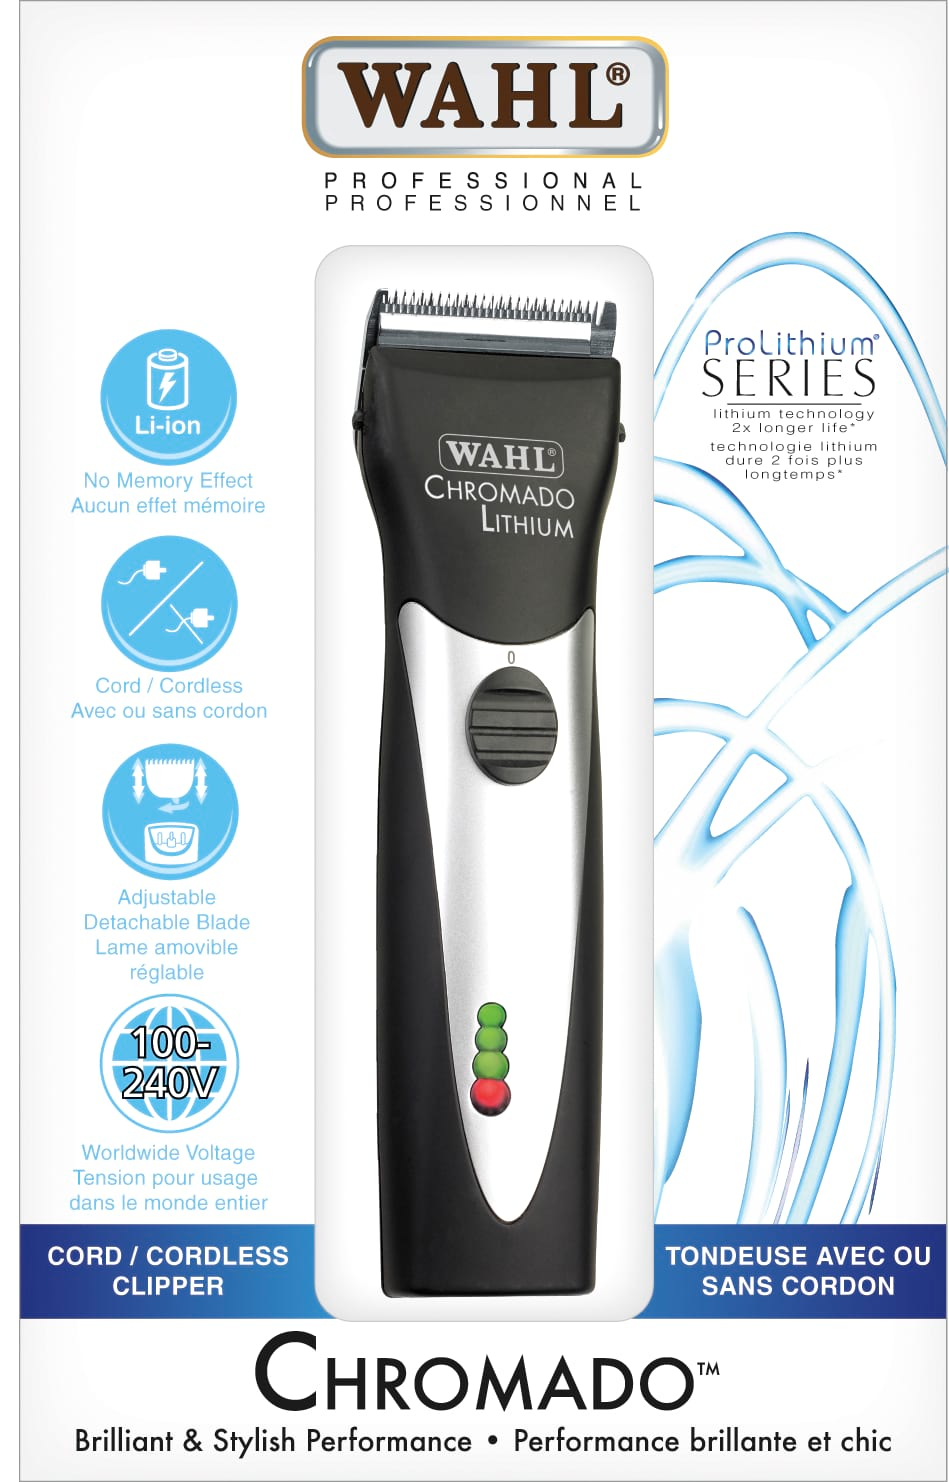 WAHL®
PROFESSIONAL
PROFESSIONNEL
ProLithium®
SERIES
lithium technology
2x longer life*
technologie lithium
dure 2 fois plus
longtemps*
WAHL®
CHROMADO
LITHIUM
0
Li-ion
No Memory Effect
Aucun effet mémoire
Cord / Cordless
Avec ou sans cordon
Adjustable
Detachable Blade
Lame amovible
réglable
100-
240V
Worldwide Voltage
Tension pour usage
dans le monde entier
CORD / CORDLESS
CLIPPER
TONDEUSE AVEC OU
SANS CORDON
CHROMADO™
Brilliant & Stylish Performance • Performance brillante et chic